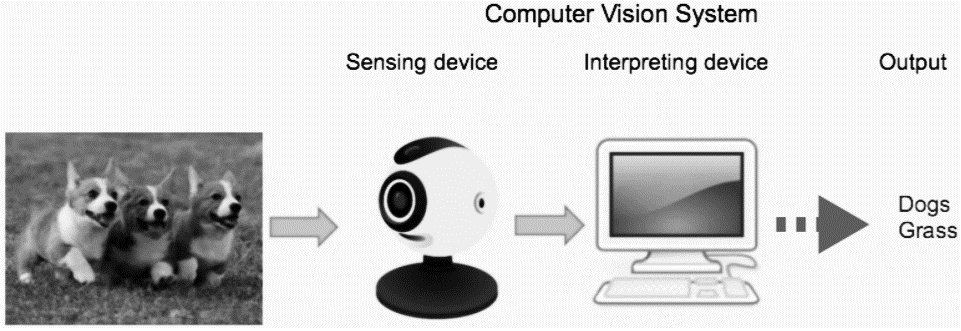 Computer Vision System
Sensing device
Interpreting device
Output
Dogs
Grass